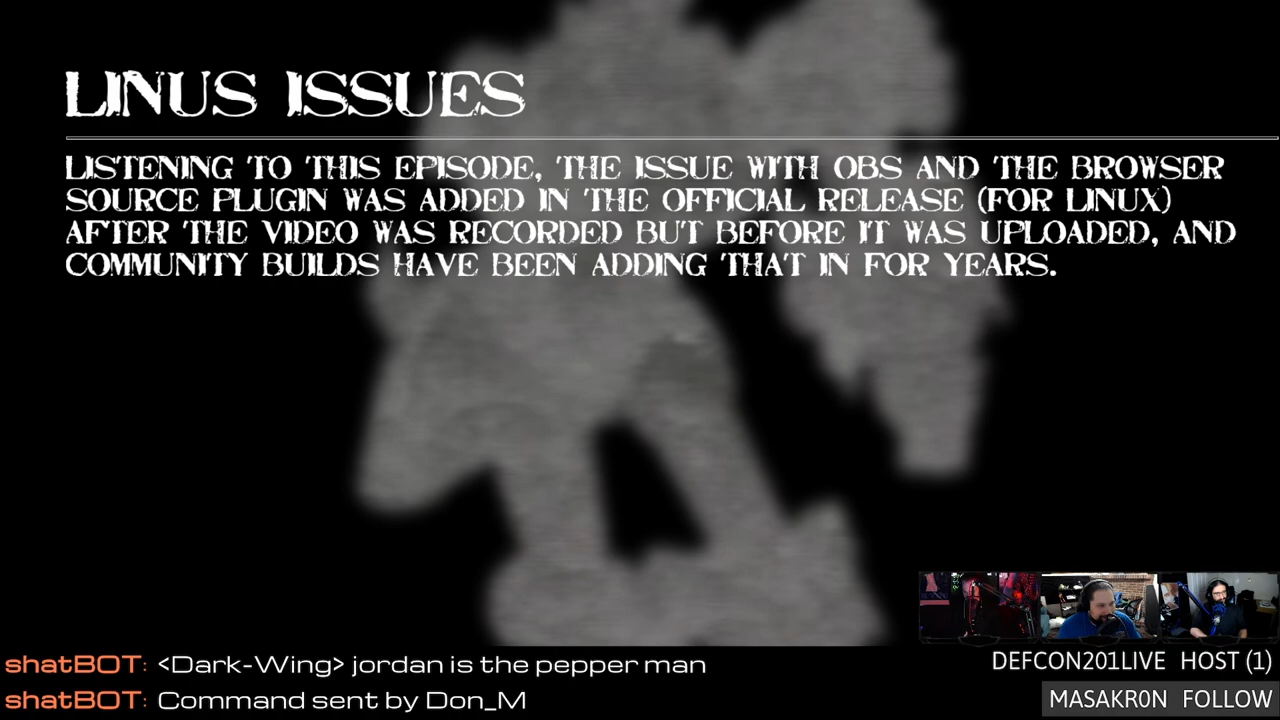 LINUS ISSUES
LISTENING TO THIS EPISODE, THE ISSUE WITH OBS AND THE BROWSER
SOURCE PLUGIN WAS ADDED IN THE OFFICIAL RELEASE (FOR LINUX)
AFTER THE VIDEO WAS RECORDED BUT BEFORE IT WAS UPLOADED, AND
COMMUNITY BUILDS HAVE BEEN ADDING THAT IN FOR YEARS.
shatBOT: <Dark-Wing> jordan is the pepper man
shatBOT: Command sent by Don_M
DEFCON201LIVE HOST (1)
MASAKR0N FOLLOW